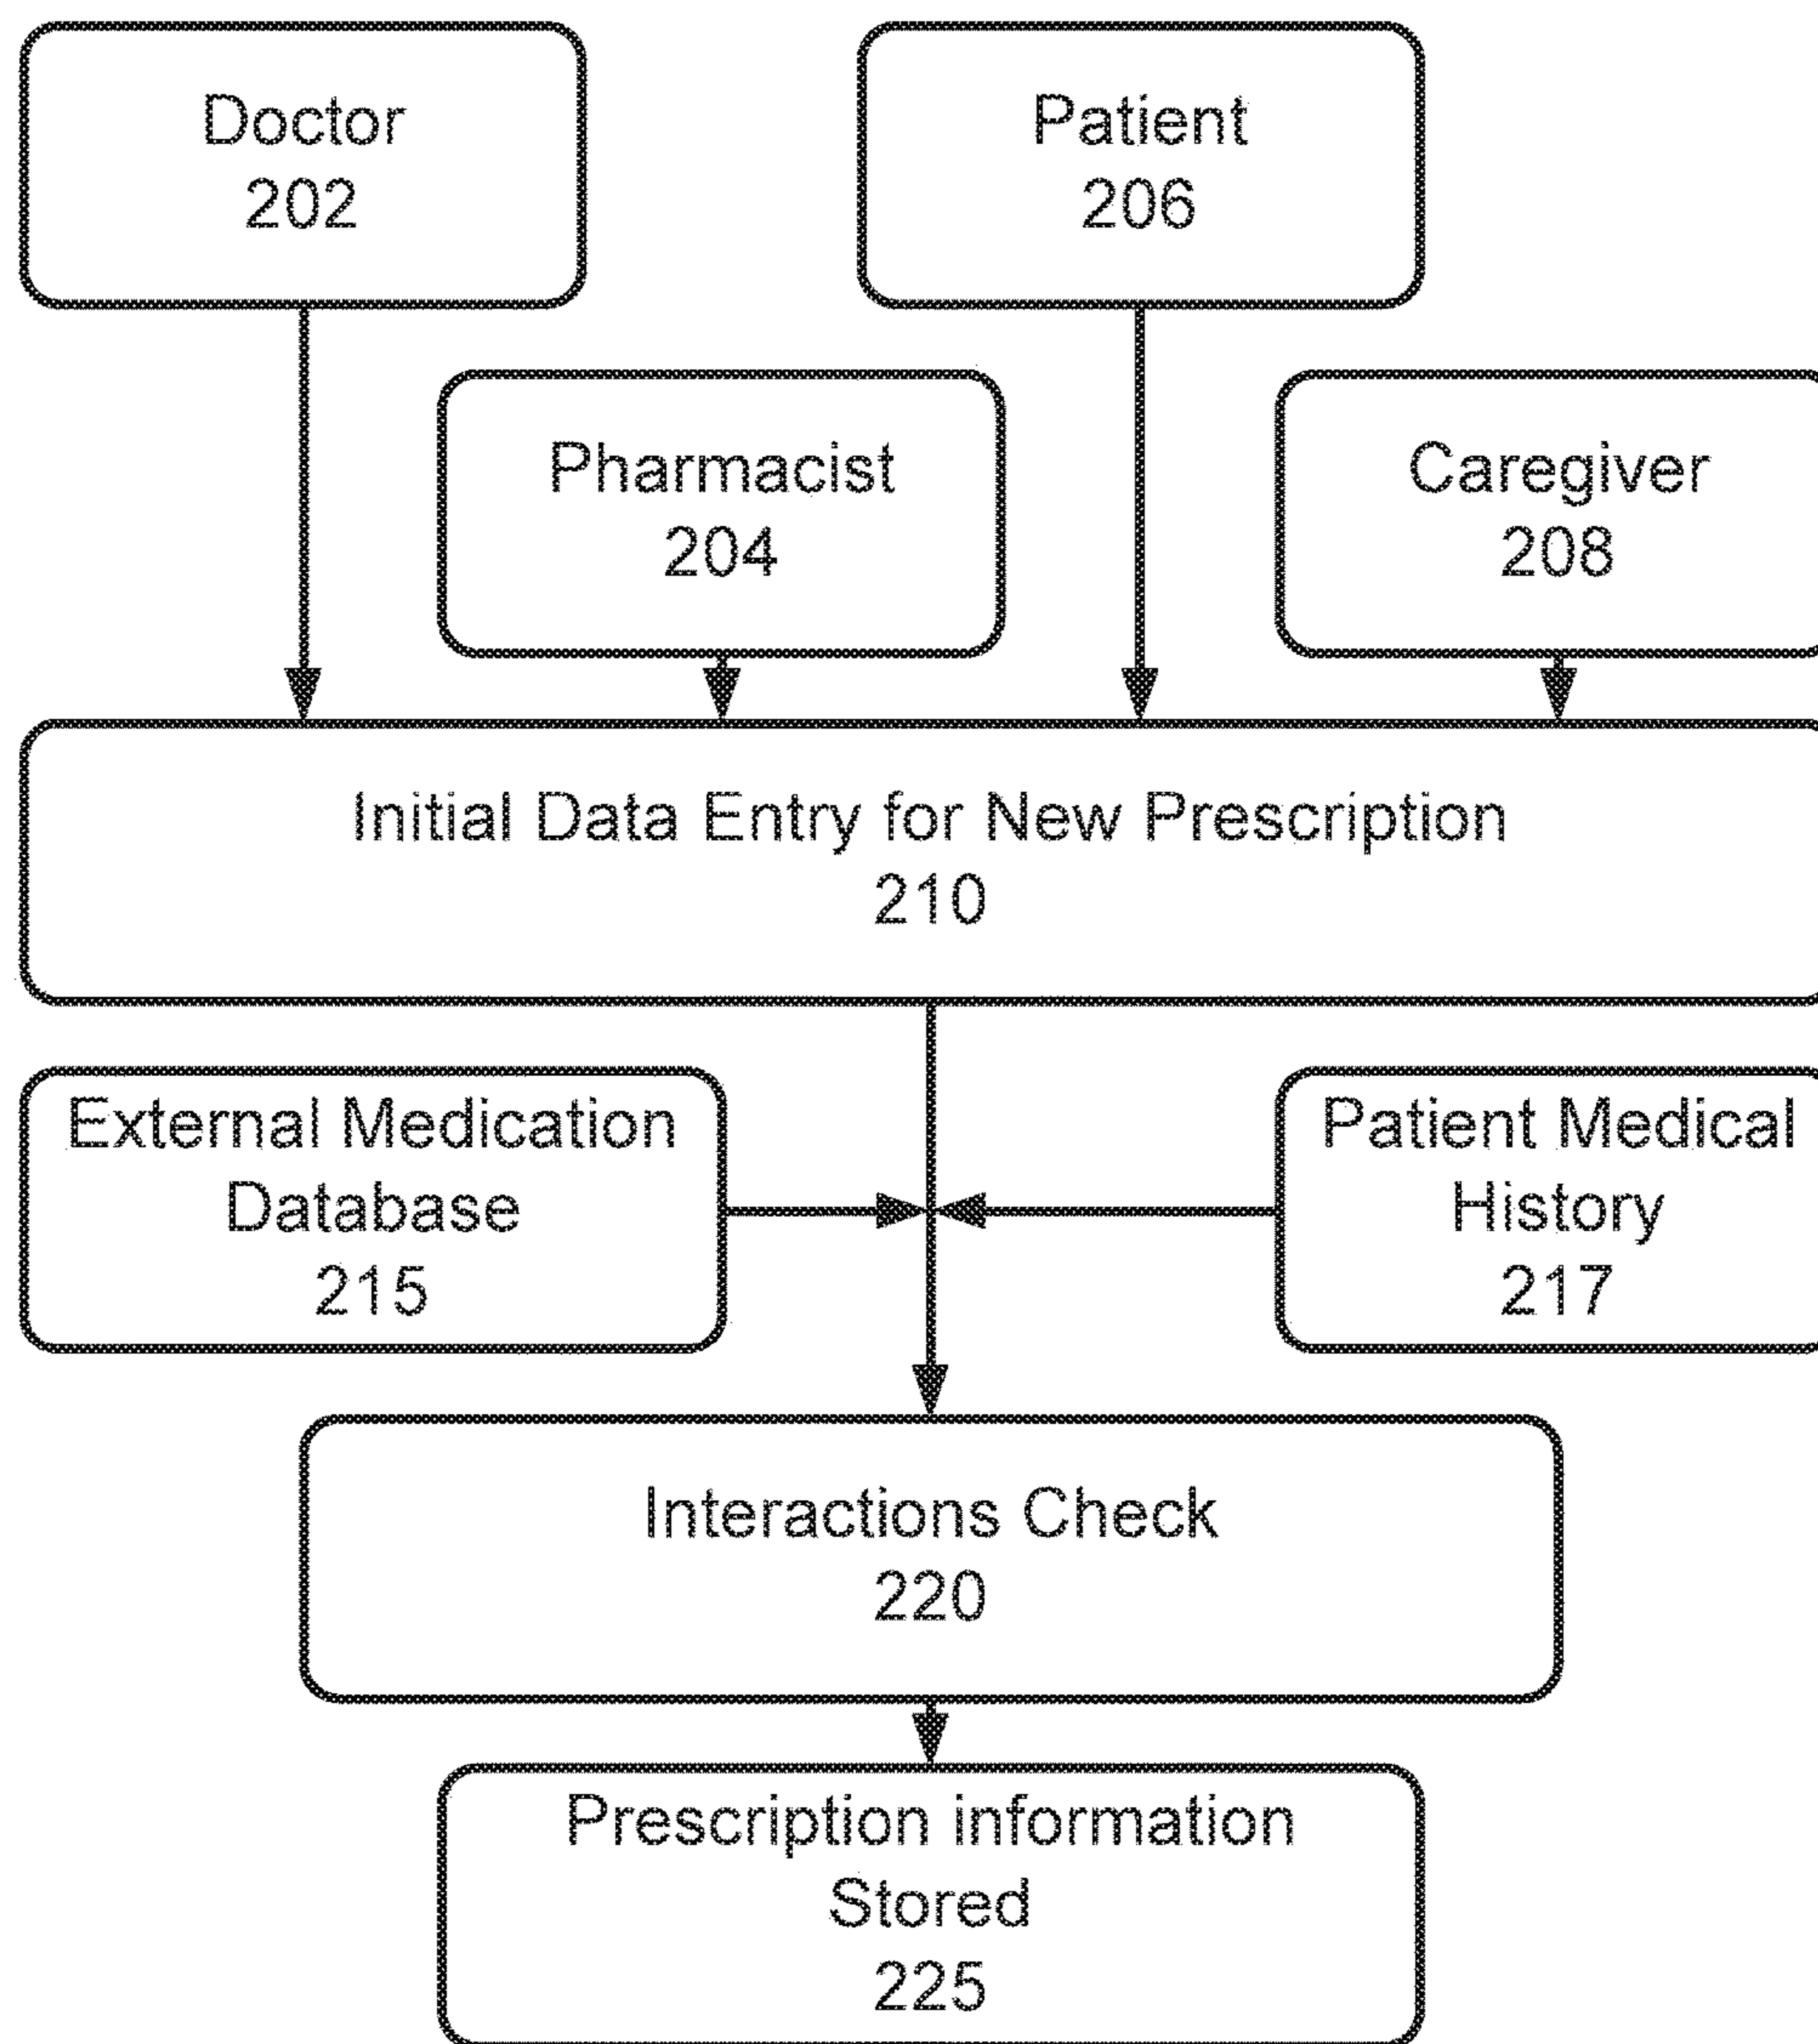 Doctor
202
Patient
206
Pharmacist
204
Caregiver
208
Initial Data Entry for New Prescription
210
External Medication
Database
215
Patient Medical
History
217
Interactions Check
220
Prescription information
Stored
225